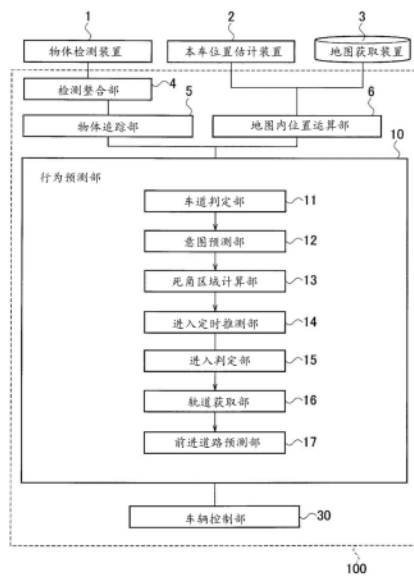 1
2
3
物体检测装置
本车位置估计装置
地图获取装置
检测整合部
4
5
6
物体追踪部
地图内位置运算部
10
行为预测部
车道判定部
11
意图预测部
12
死角区域计算部
13
进入定时推测部
14
进入判定部
15
轨道获取部
16
前进道路预测部
17
车辆控制部
30
100